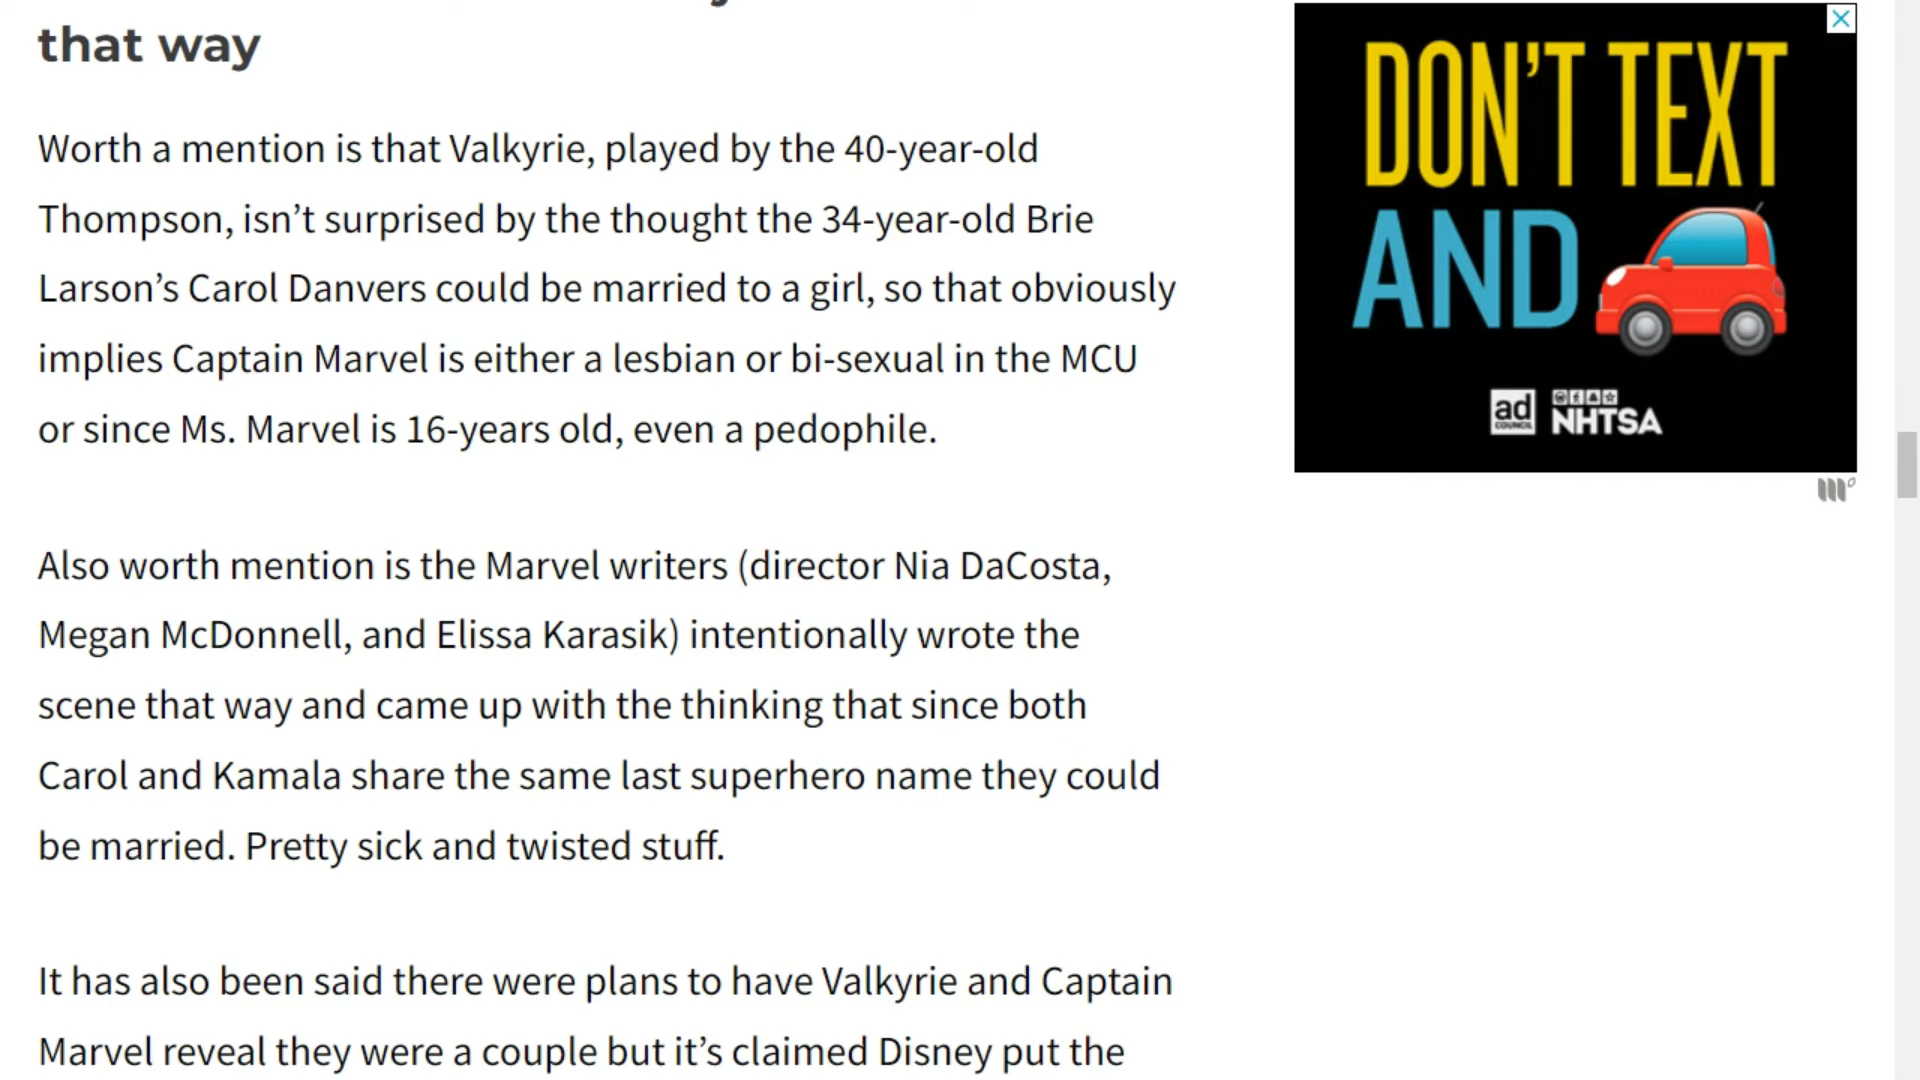 that way
Worth a mention is that Valkyrie, played by the 40-year-old
Thompson, isn’t surprised by the thought the 34-year-old Brie
Larson’s Carol Danvers could be married to a girl, so that obviously
implies Captain Marvel is either a lesbian or bi-sexual in the MCU
or since Ms. Marvel is 16-years old, even a pedophile.
Also worth mention is the Marvel writers (director Nia DaCosta,
Megan McDonnell, and Elissa Karasik) intentionally wrote the
scene that way and came up with the thinking that since both
Carol and Kamala share the same last superhero name they could
be married. Pretty sick and twisted stuff.
It has also been said there were plans to have Valkyrie and Captain
Marvel reveal they were a couple but it’s claimed Disney put the
DON’T TEXT
AND
ad
COUNCIL
NHTSA